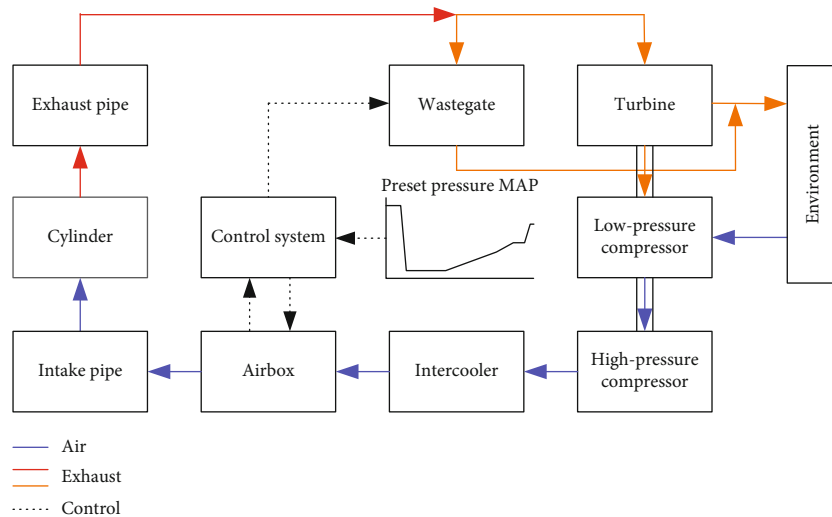 Exhaust pipe
Wastegate
Turbine
Environment
Preset pressure MAP
Cylinder
Control system
Low-pressure
compressor
Intake pipe
Airbox
Intercooler
High-pressure
compressor
Air
Exhaust
Control